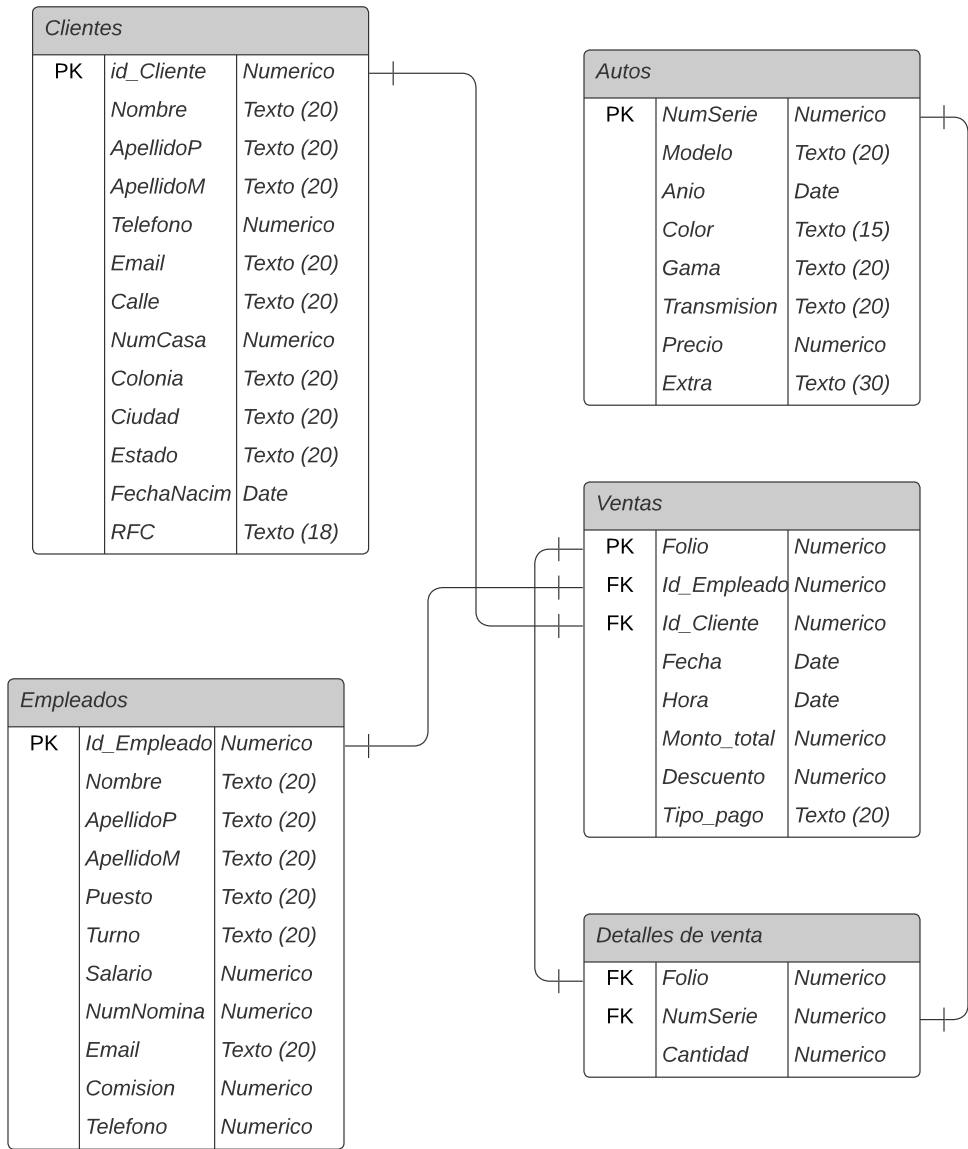 Clientes
PK id_Cliente Numerico
Nombre Texto (20)
ApellidoP Texto (20)
ApellidoM Texto (20)
Telefono Numerico
Email Texto (20)
Calle Texto (20)
NumCasa Numerico
Colonia Texto (20)
Ciudad Texto (20)
Estado Texto (20)
FechaNacim Date
RFC Texto (18)
Autos
PK NumSerie Numerico
Modelo Texto (20)
Anio Date
Color Texto (15)
Gama Texto (20)
Transmision Texto (20)
Precio Numerico
Extra Texto (30)
Ventas
PK Folio Numerico
FK Id_Empleado Numerico
FK Id_Cliente Numerico
Fecha Date
Hora Date
Monto_total Numerico
Descuento Numerico
Tipo_pago Texto (20)
Empleados
PK Id_Empleado Numerico
Nombre Texto (20)
ApellidoP Texto (20)
ApellidoM Texto (20)
Puesto Texto (20)
Turno Texto (20)
Salario Numerico
NumNomina Numerico
Email Texto (20)
Comision Numerico
Telefono Numerico
Detalles de venta
FK Folio Numerico
FK NumSerie Numerico
Cantidad Numerico